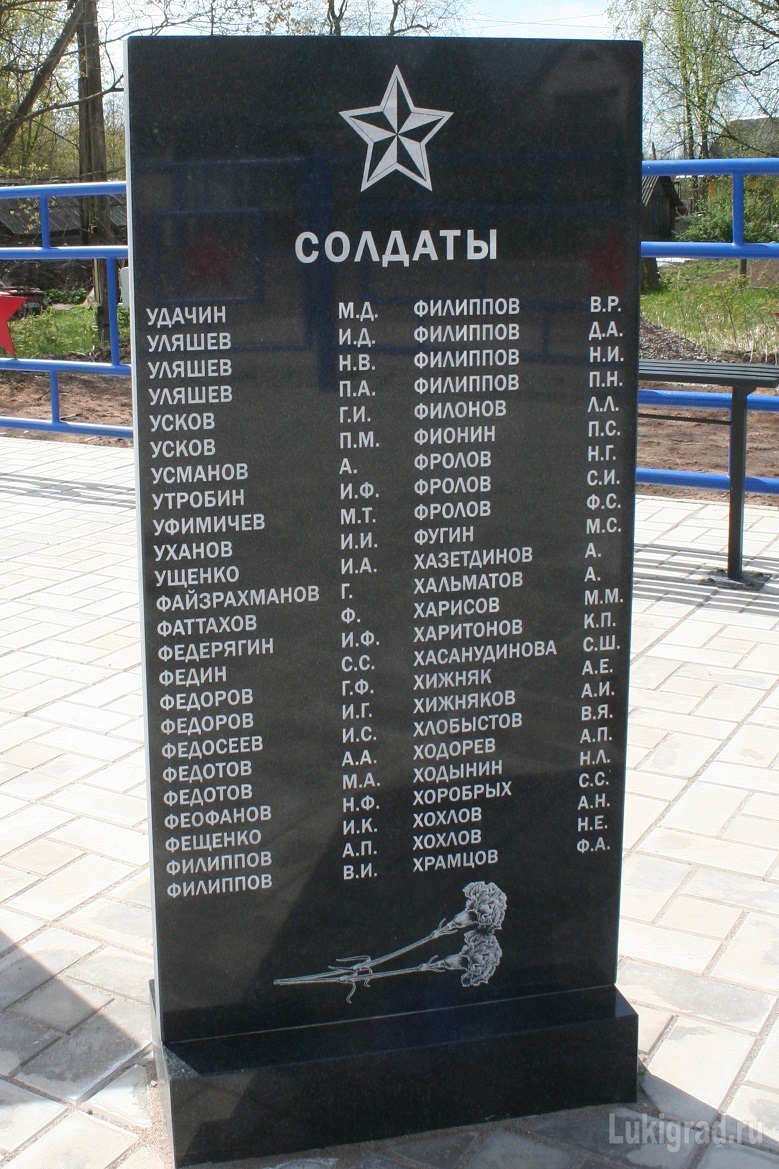 СОЛДАТЫ
УДАЧИН М.Д.
УЛЯШЕВ И.Д.
УЛЯШЕВ Н.В.
УЛЯШЕВ П.А.
УСКОВ Г.И.
УСКОВ П.М.
УСМАНОВ А.
УТРОБИН И.Ф.
УФИМИЧЕВ М.Т.
УХАНОВ И.И.
УЩЕНКО И.А.
ФАЙЗРАХМАНОВ Г.
ФАТТАХОВ Ф.
ФЕДЕРЯГИН И.Ф.
ФЕДИН С.С.
ФЕДОРОВ Г.Ф.
ФЕДОРОВ И.Г.
ФЕДОСЕЕВ И.С.
ФЕДОТОВ А.А.
ФЕДОТОВ М.А.
ФЕОФАНОВ Н.Ф.
ФЕЩЕНКО И.К.
ФИЛИППОВ А.П.
ФИЛИППОВ В.И.
ФИЛИППОВ В.Р.
ФИЛИППОВ Д.А.
ФИЛИППОВ Н.И.
ФИЛИППОВ П.Н.
ФИЛОНОВ Л.Л.
ФИОНИН П.С.
ФРОЛОВ Н.Г.
ФРОЛОВ С.И.
ФРОЛОВ Ф.С.
ФУГИН М.С.
ХАЗЕТДИНОВ А.
ХАЛЬМАТОВ А.
ХАРИСОВ М.М.
ХАРИТОНОВ К.П.
ХАСАНУДИНОВА С.Ш.
ХИЖНЯК А.Е.
ХИЖНЯКОВ А.И.
ХЛОБЫСТОВ В.Я.
ХОДОРЕВ А.П.
ХОДЫНИН Н.Л.
ХОРОБРЫХ С.С.
ХОХЛОВ А.Н.
ХОХЛОВ Н.Е.
ХРАМЦОВ Ф.А.
Lukigrad.ru